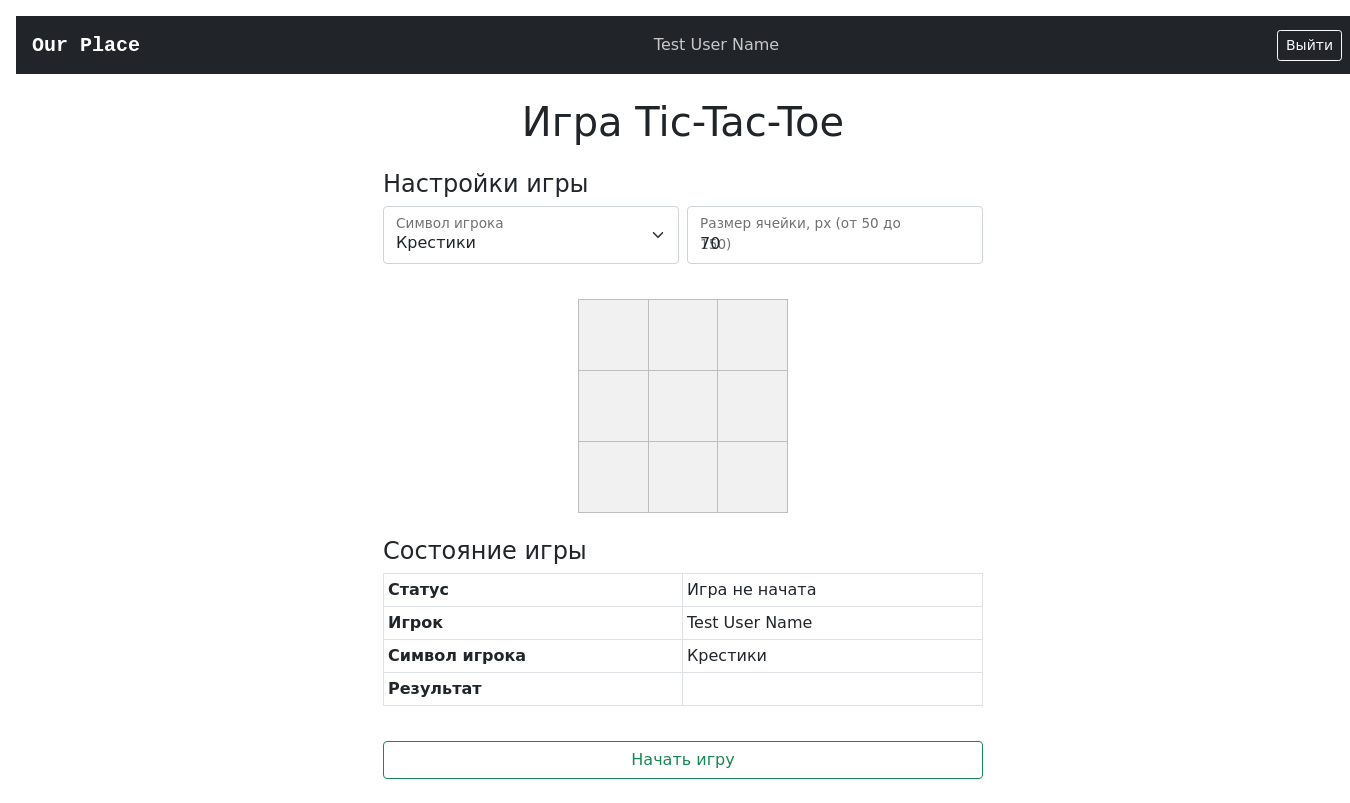 Our Place
Test User Name
Выйти
Игра Tic-Tac-Toe
Настройки игры
Символ игрока
Крестики
Размер ячейки, px (от 50 до
150)
70
Состояние игры
Статус Игра не начата
Игрок Test User Name
Символ игрока Крестики
Результат
Начать игру